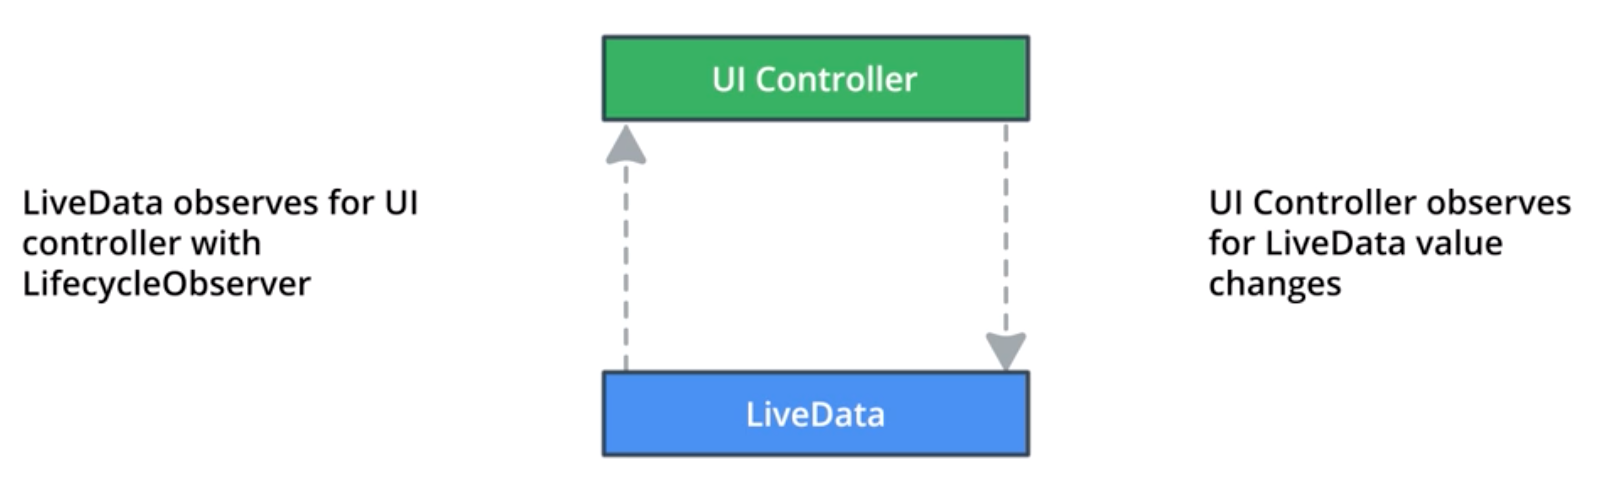 UI Controller
LiveData observes for UI
controller with
LifecycleObserver
UI Controller observes
for LiveData value
changes
LiveData